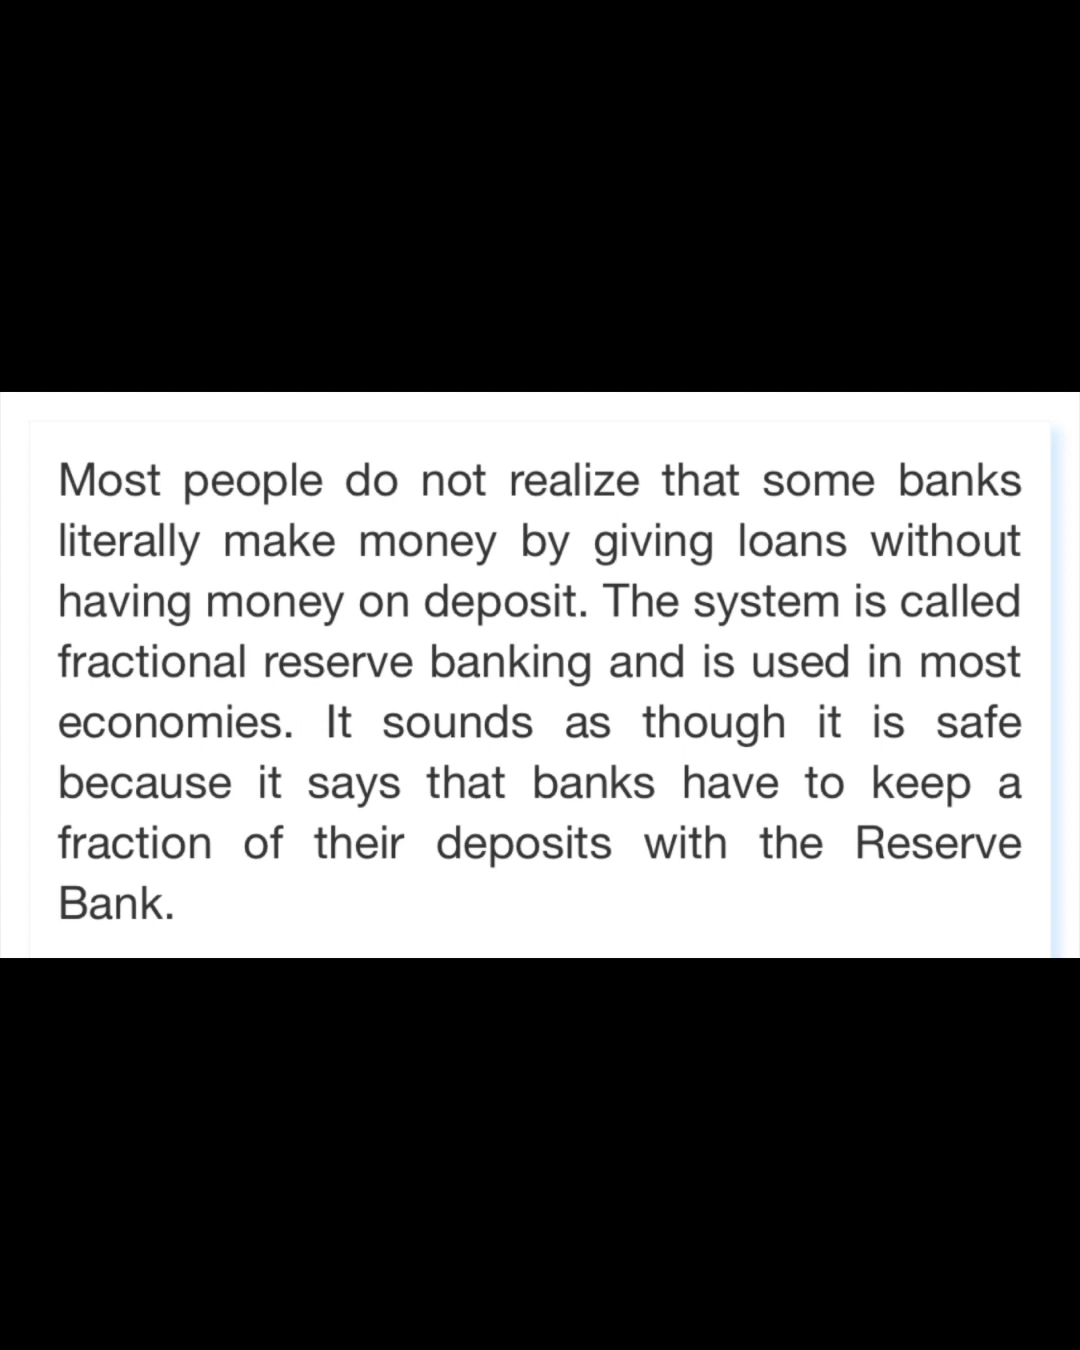 Most people do not realize that some banks
literally make money by giving loans without
having money on deposit. The system is called
fractional reserve banking and is used in most
economies. It sounds as though it is safe
because it says that banks have to keep a
fraction of their deposits with the Reserve
Bank.